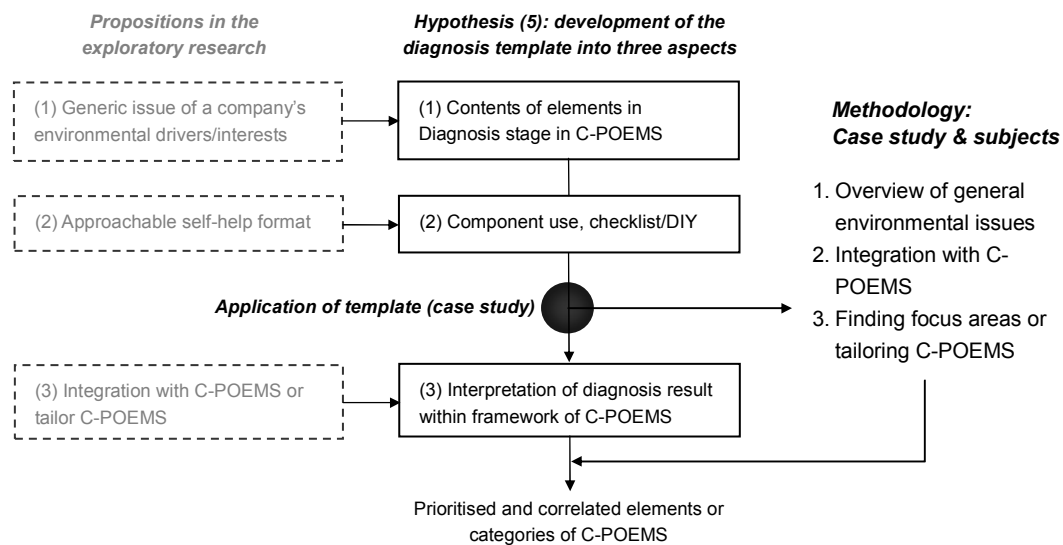 Propositions in the
exploratory research
Hypothesis (5): development of the
diagnosis template into three aspects
(1) Generic issue of a company's
environmental drivers/interests
(1) Contents of elements in
Diagnosis stage in C-POEMS
(2) Approachable self-help format
(2) Component use, checklist/DIY
Application of template (case study)
(3) Integration with C-POEMS or
tailor C-POEMS
(3) Interpretation of diagnosis result
within framework of C-POEMS
Prioritised and correlated elements or
categories of C-POEMS
Methodology:
Case study & subjects
1. Overview of general
environmental issues
2. Integration with C-
POEMS
3. Finding focus areas or
tailoring C-POEMS